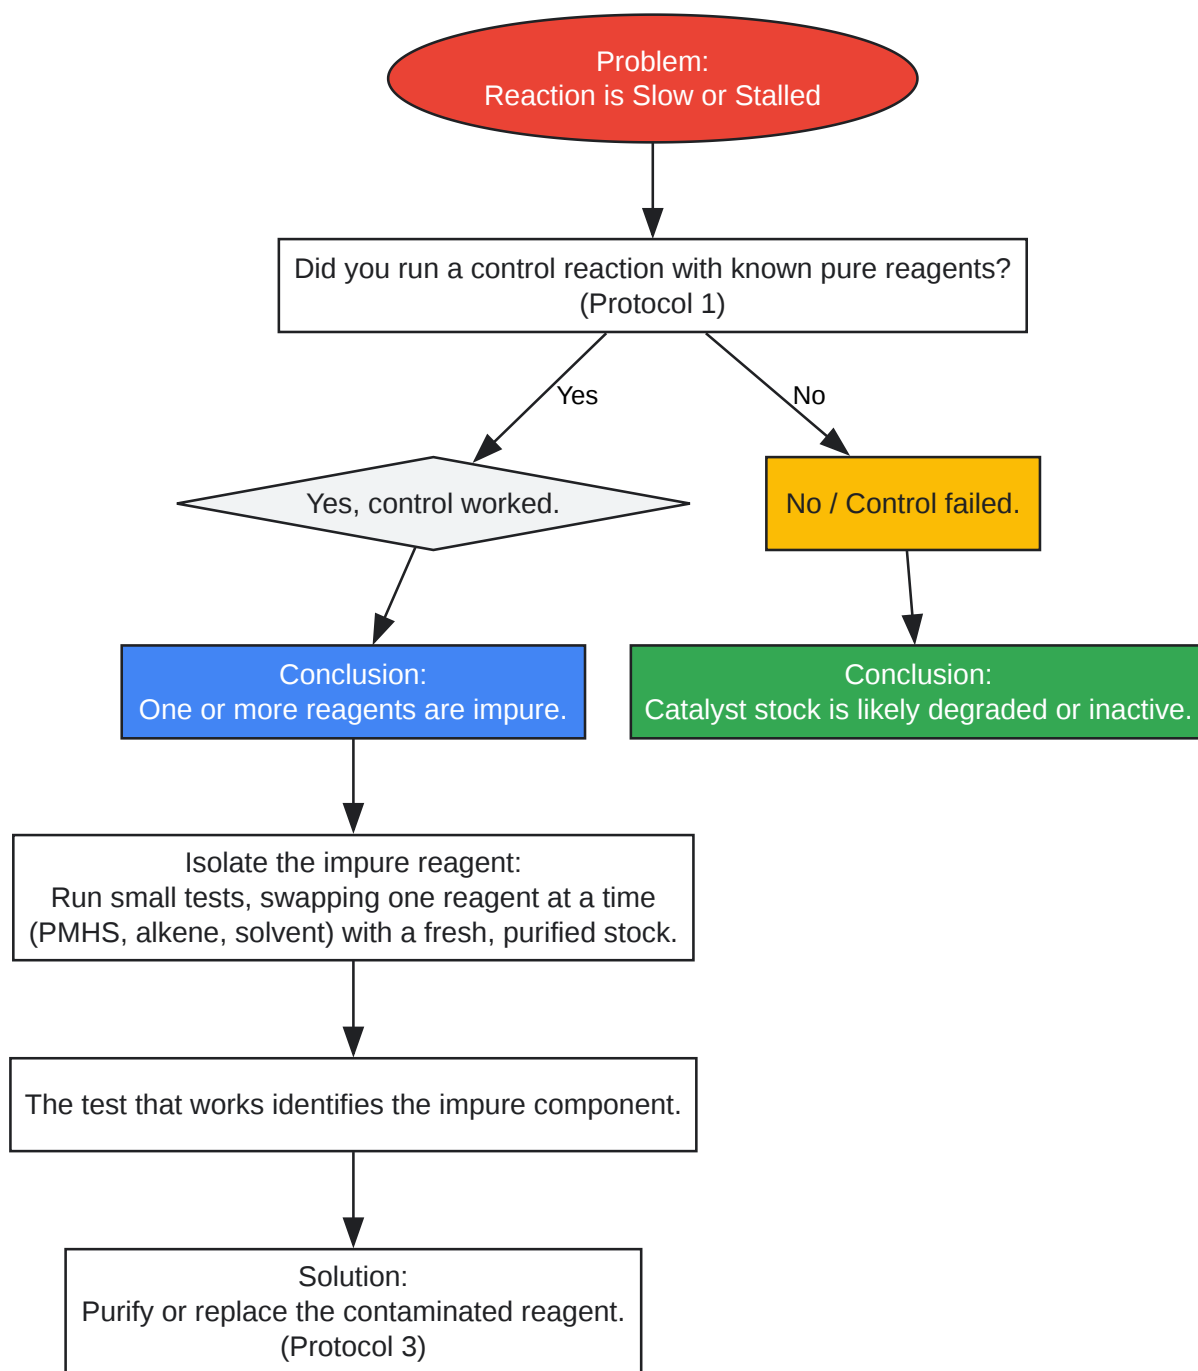 Problem:
Reaction is Slow or Stalled
Did you run a control reaction with known pure reagents?
(Protocol 1)
Yes
No
Yes, control worked.
No / Control failed.
Conclusion:
One or more reagents are impure.
Conclusion:
Catalyst stock is likely degraded or inactive.
Isolate the impure reagent:
Run small tests, swapping one reagent at a time
(PMHS, alkene, solvent) with a fresh, purified stock.
The test that works identifies the impure component.
Solution:
Purify or replace the contaminated reagent.
(Protocol 3)